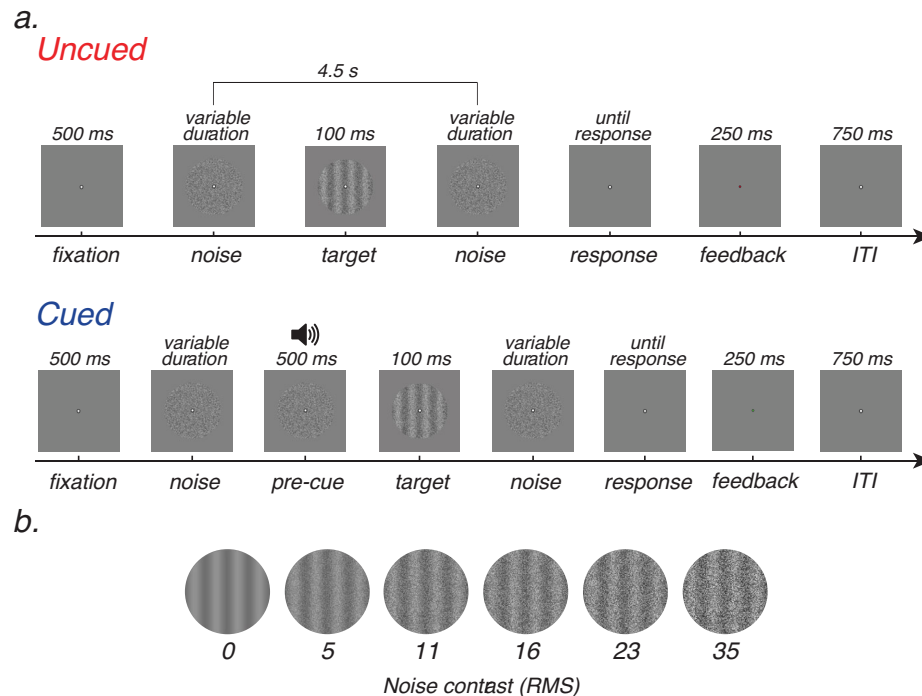 a.
Uncued
4.5 s
500 ms
variable duration
100 ms
variable duration
until response
250 ms
750 ms
fixation
noise
target
noise
response
feedback
ITI
Cued
500 ms
variable duration
500 ms
100 ms
variable duration
until response
250 ms
750 ms
fixation
noise
pre-cue
target
noise
response
feedback
ITI
b.
0 5 11 16 23 35
Noise contast (RMS)